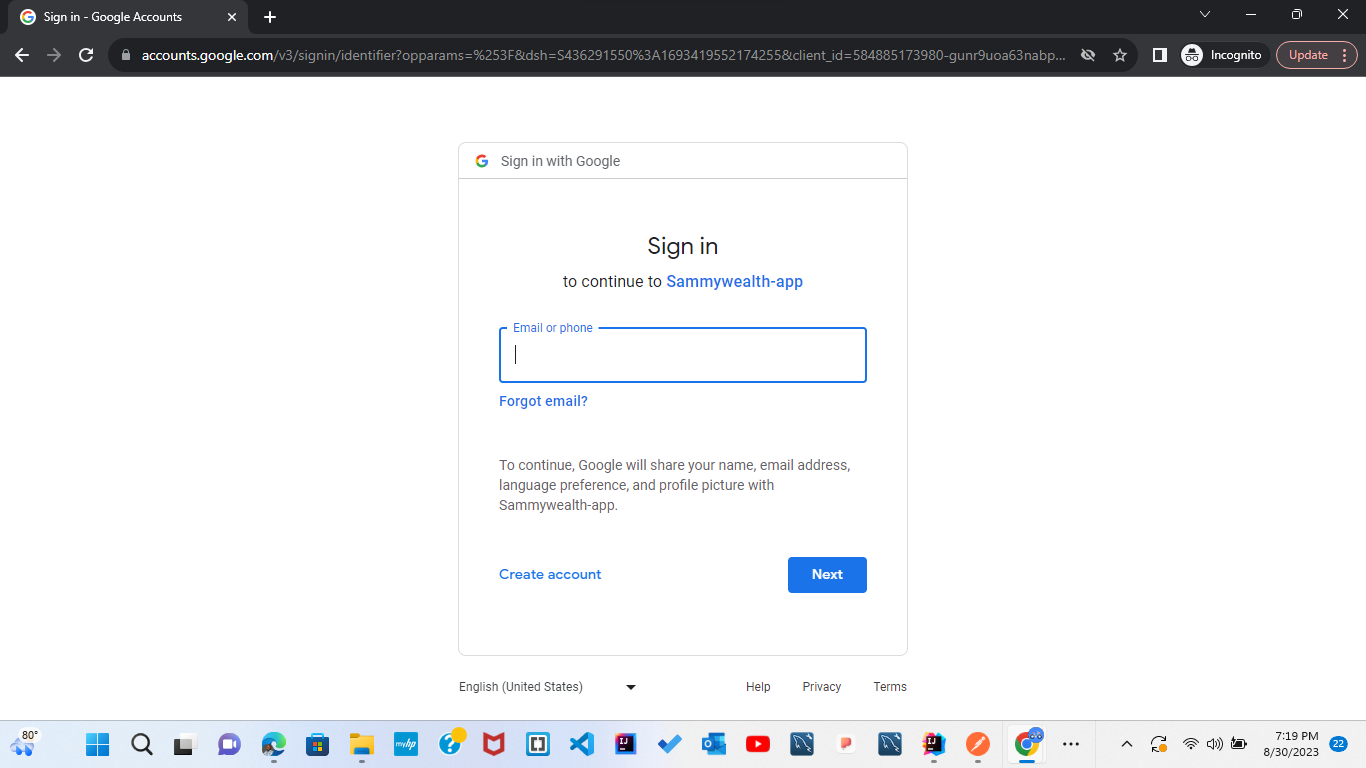 Sign in - Google Accounts
accounts.google.com/v3/signin/identifier?opparams=%253F&dsh=S436291550%3A1693419552174255&client_id=584885173980-gunr9uoa63nabp...
Incognito
Update
Sign in with Google
Sign in
to continue to Sammywealth-app
Email or phone
Forgot email?
To continue, Google will share your name, email address,
language preference, and profile picture with
Sammywealth-app.
Create account
Next
English (United States)
Help
Privacy
Terms
80°
myhp
IJ
IJ
7:19 PM
8/30/2023
22